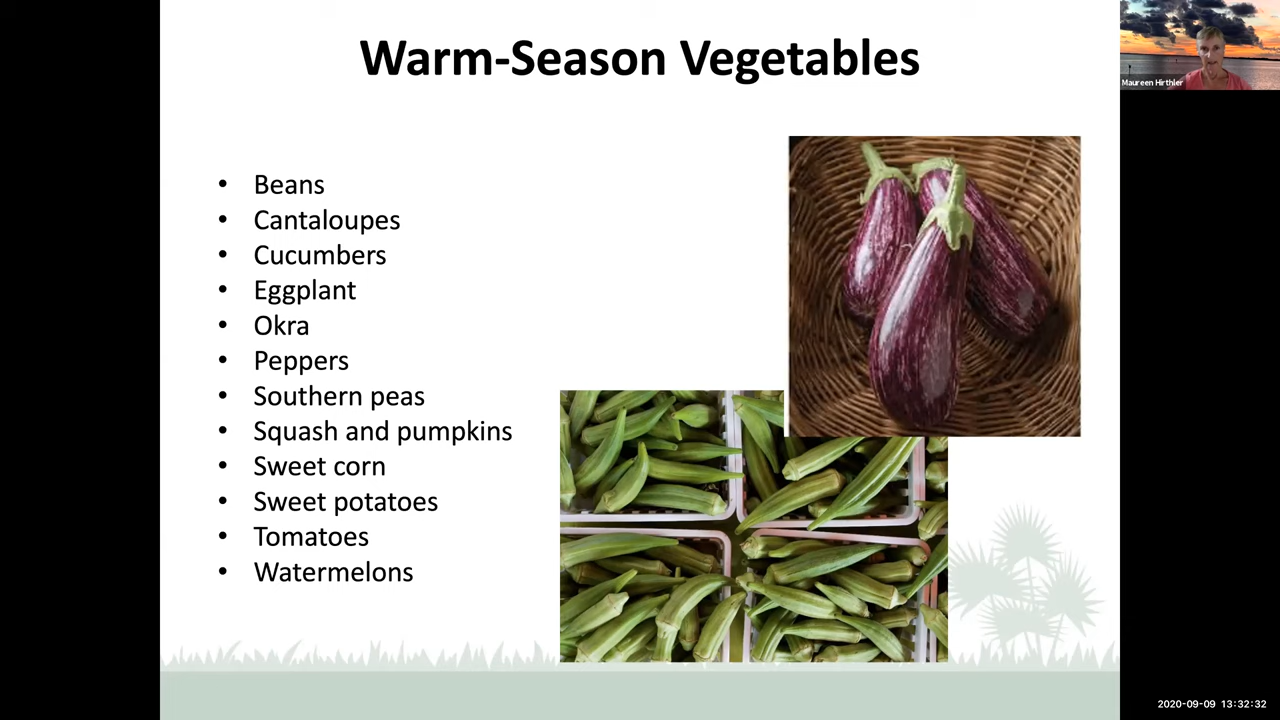 Warm-Season Vegetables
Maureen Hirthler
• Beans
• Cantaloupes
• Cucumbers
• Eggplant
• Okra
• Peppers
• Southern peas
• Squash and pumpkins
• Sweet corn
• Sweet potatoes
• Tomatoes
• Watermelons
2020-09-09 13:32:32